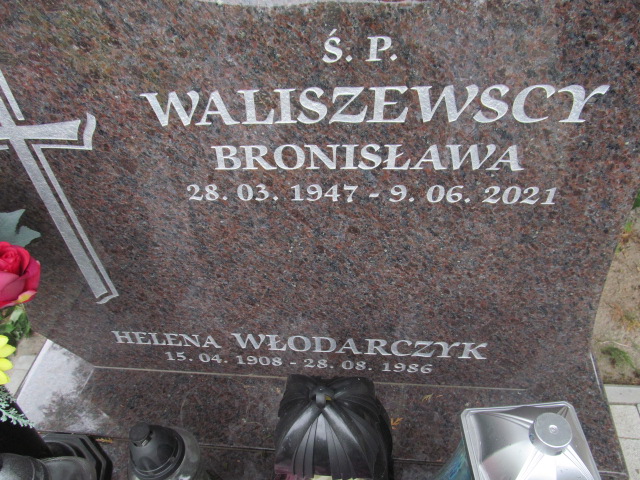 Ś. P.
WALISZEWSCY
BRONISŁAWA
28. 03. 1947 - 9. 06. 2021
HELENA WŁODARCZYK
15. 04. 1908 - 28. 08. 1986